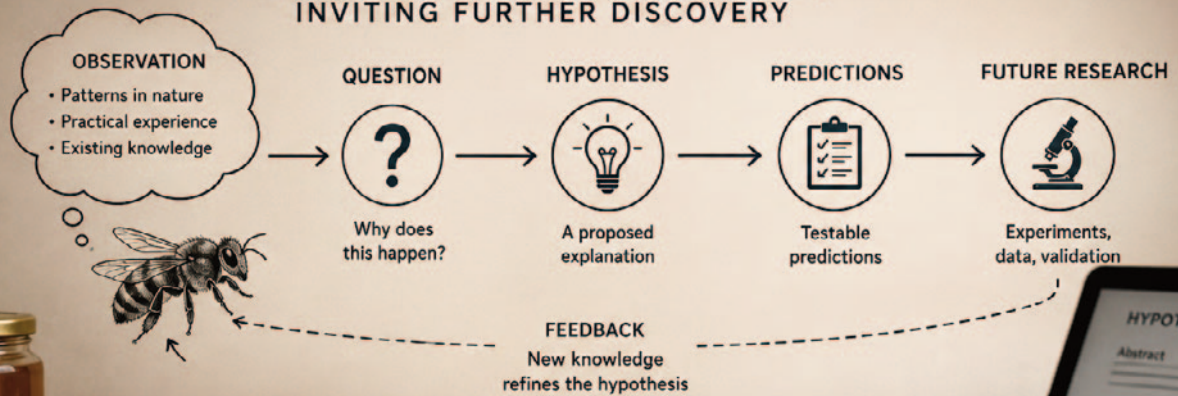 INVITING FURTHER DISCOVERY
OBSERVATION
• Patterns in nature
• Practical experience
• Existing knowledge
QUESTION
Why does
this happen?
HYPOTHESIS
A proposed
explanation
PREDICTIONS
Testable
predictions
FUTURE RESEARCH
Experiments,
data, validation
FEEDBACK
New knowledge
refines the hypothesis
Abstract